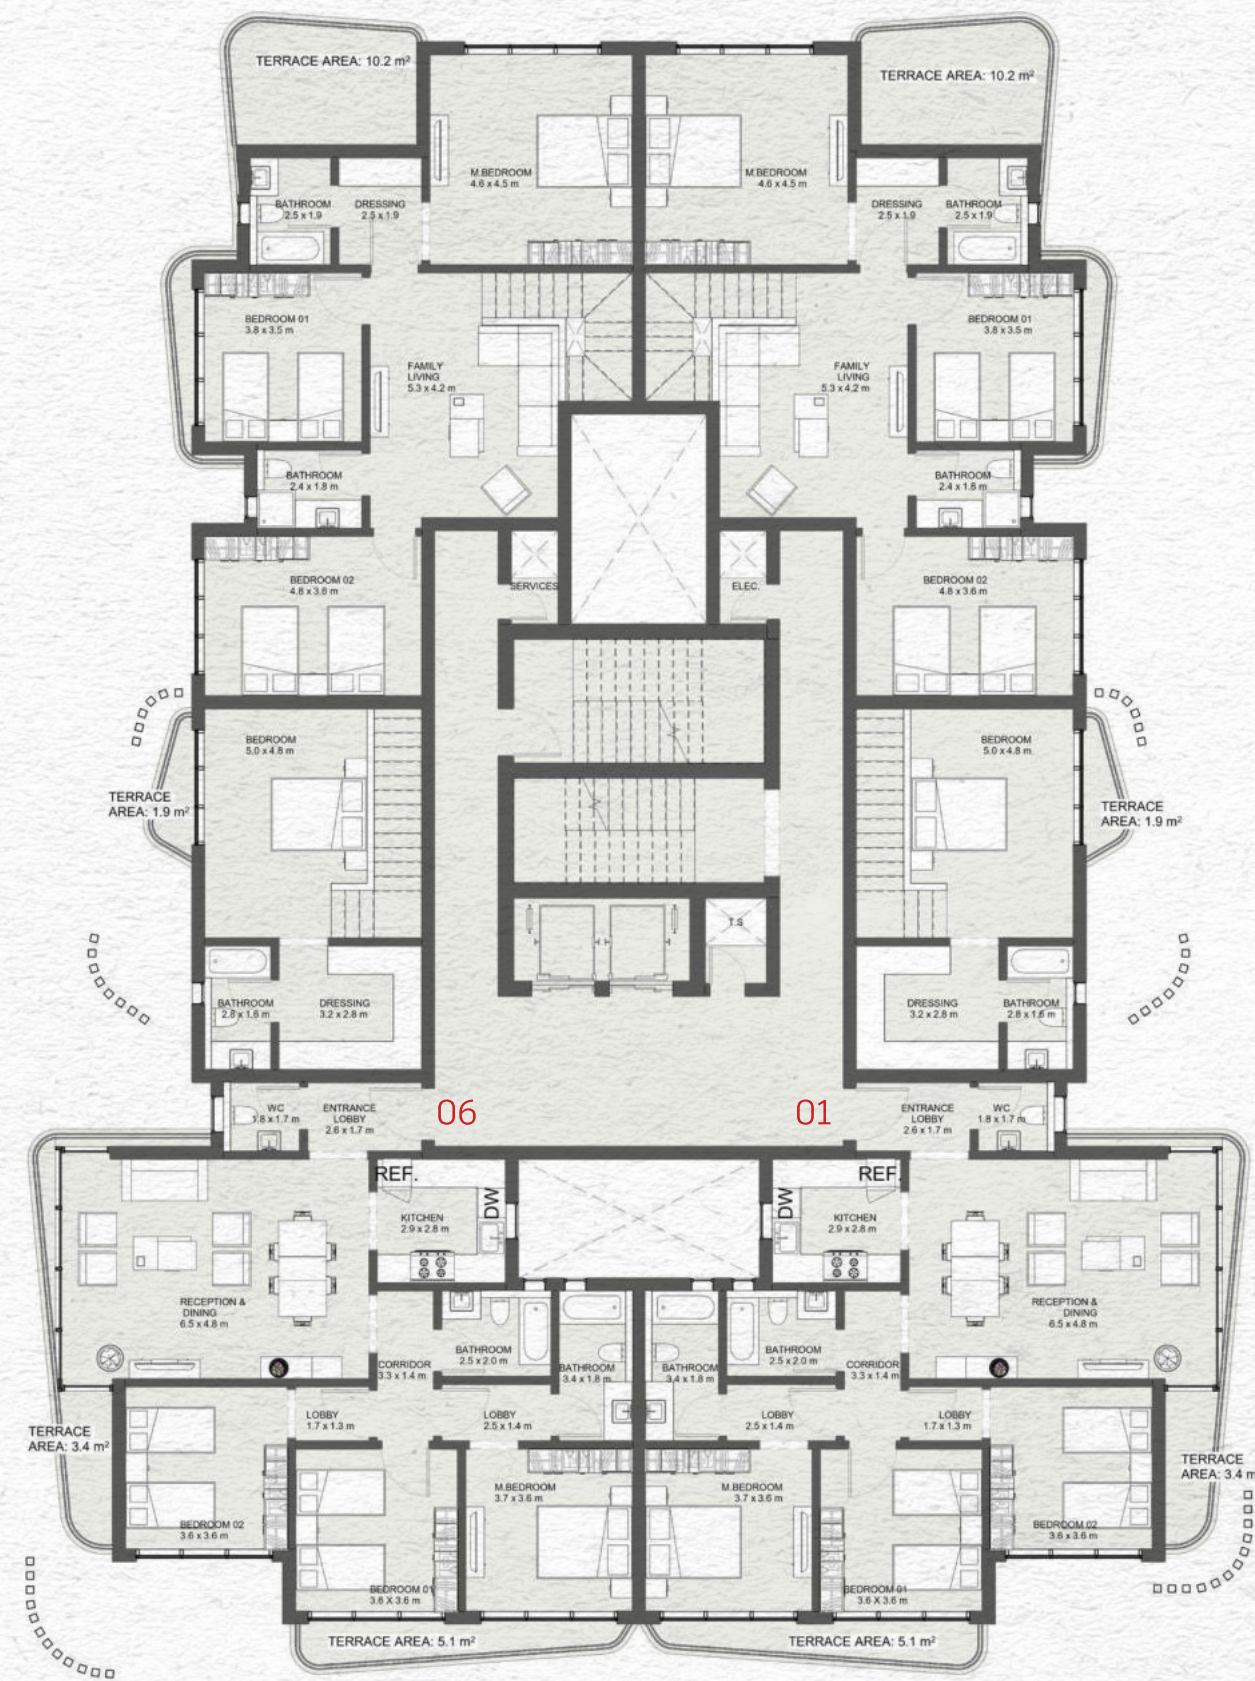 TERRACE AREA: 10.2 m²
TERRACE AREA: 10.2 m²
M.BEDROOM
4.6 x 4.5 m
M.BEDROOM
4.6 x 4.5 m
BATHROOM
2.5 x 1.9
DRESSING
2.5 x 1.9
DRESSING
2.5 x 1.9
BATHROOM
2.5 x 1.9
BEDROOM 01
3.8 x 3.5 m
BEDROOM 01
3.8 x 3.5 m
FAMILY
LIVING
5.3 x 4.2 m
FAMILY
LIVING
5.3 x 4.2 m
BATHROOM
2.4 x 1.8 m
BATHROOM
2.4 x 1.8 m
BEDROOM 02
4.8 x 3.6 m
SERVICES
ELEC.
BEDROOM 02
4.8 x 3.6 m
BEDROOM
5.0 x 4.8 m
BEDROOM
5.0 x 4.8 m
TERRACE
AREA: 1.9 m²
TERRACE
AREA: 1.9 m²
T.S
BATHROOM
2.8 x 1.6 m
DRESSING
3.2 x 2.8 m
DRESSING
3.2 x 2.8 m
BATHROOM
2.8 x 1.6 m
WC
1.8 x 1.7 m
ENTRANCE
LOBBY
2.6 x 1.7 m
06
01
ENTRANCE
LOBBY
2.6 x 1.7 m
WC
1.8 x 1.7 m
REF.
DW
KITCHEN
2.9 x 2.8 m
DW
REF.
KITCHEN
2.9 x 2.8 m
RECEPTION &
DINING
6.5 x 4.8 m
RECEPTION &
DINING
6.5 x 4.8 m
CORRIDOR
3.3 x 1.4 m
BATHROOM
2.5 x 2.0 m
BATHROOM
3.4 x 1.8 m
BATHROOM
3.4 x 1.8 m
BATHROOM
2.5 x 2.0 m
CORRIDOR
3.3 x 1.4 m
LOBBY
1.7 x 1.3 m
LOBBY
2.5 x 1.4 m
LOBBY
2.5 x 1.4 m
LOBBY
1.7 x 1.3 m
TERRACE
AREA: 3.4 m²
TERRACE
AREA: 3.4 m
M.BEDROOM
3.7 x 3.6 m
M.BEDROOM
3.7 x 3.6 m
BEDROOM 02
3.6 x 3.6 m
BEDROOM 02
3.6 x 3.6 m
BEDROOM 01
3.6 X 3.6 m
BEDROOM 01
3.6 X 3.6 m
TERRACE AREA: 5.1 m²
TERRACE AREA: 5.1 m²